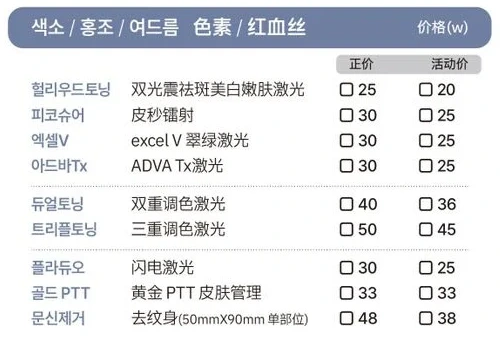 색소 / 홍조 / 여드름 色素 / 红血丝 价格(w)
正价 活动价
헐리우드토닝 双光震祛斑美白嫩肤激光 25 20
피코슈어 皮秒镭射 30 25
엑셀V excel V 翠绿激光 30 25
아드바Tx ADVA Tx激光 30 25
듀얼토닝 双重调色激光 40 36
트리플토닝 三重调色激光 50 45
플라듀오 闪电激光 30 25
골드 PTT 黄金 PTT 皮肤管理 33 33
문신제거 去纹身(50mmX90mm 单部位) 48 38